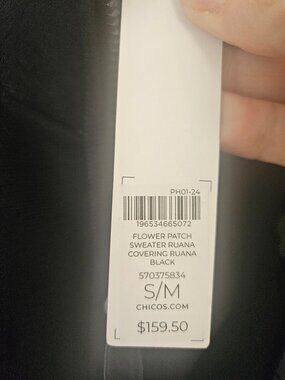 PH01-24
196534665072
FLOWER PATCH
SWEATER RUANA
COVERING RUANA
BLACK
570375834
S/M
CHICOS.COM
$159.50